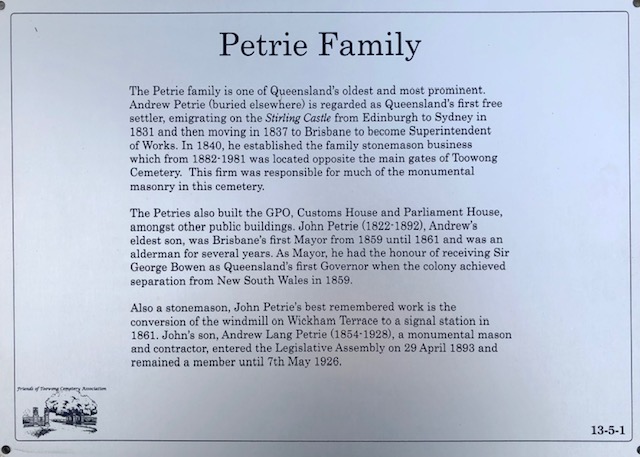 Petrie Family
The Petrie family is one of Queensland's oldest and most prominent.
Andrew Petrie (buried elsewhere) is regarded as Queensland's first free
settler, emigrating on the Stirling Castle from Edinburgh to Sydney in
1831 and then moving in 1837 to Brisbane to become Superintendent
of Works. In 1840, he established the family stonemason business
which from 1882-1981 was located opposite the main gates of Toowong
Cemetery. This firm was responsible for much of the monumental
masonry in this cemetery.
The Petries also built the GPO, Customs House and Parliament House,
amongst other public buildings. John Petrie (1822-1892), Andrew's
eldest son, was Brisbane's first Mayor from 1859 until 1861 and was an
alderman for several years. As Mayor, he had the honour of receiving Sir
George Bowen as Queensland's first Governor when the colony achieved
separation from New South Wales in 1859.
Also a stonemason, John Petrie's best remembered work is the
conversion of the windmill on Wickham Terrace to a signal station in
1861. John's son, Andrew Lang Petrie (1854-1928), a monumental mason
and contractor, entered the Legislative Assembly on 29 April 1893 and
remained a member until 7th May 1926.
Friends of Toowong Cemetery Association
13-5-1